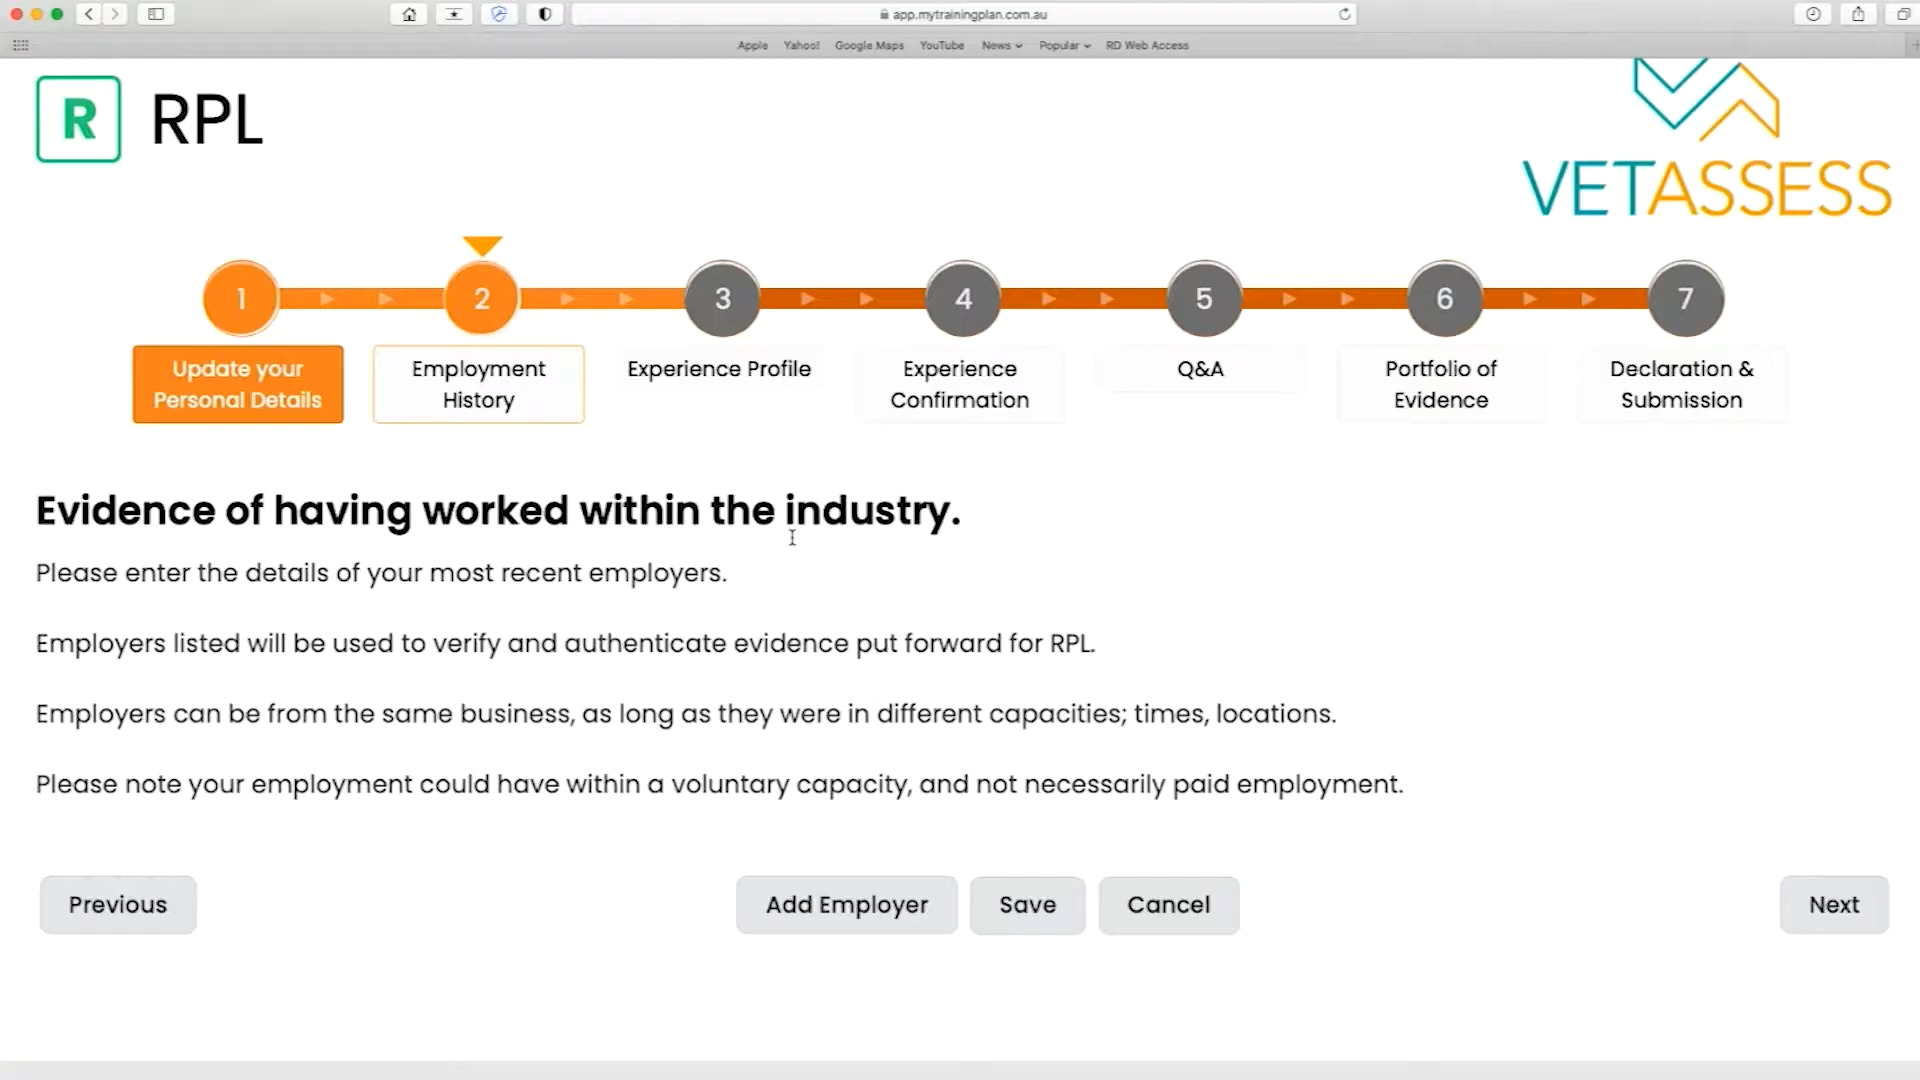 app.mytrainingplan.com.au
Apple Yahoo! Google Maps YouTube News Popular RD Web Access
R RPL
VETASSESS
1 2 3 4 5 6 7
Update your
Personal Details
Employment
History
Experience Profile
Experience
Confirmation
Q&A
Portfolio of
Evidence
Declaration &
Submission
Evidence of having worked within the industry.
Please enter the details of your most recent employers.
Employers listed will be used to verify and authenticate evidence put forward for RPL.
Employers can be from the same business, as long as they were in different capacities; times, locations.
Please note your employment could have within a voluntary capacity, and not necessarily paid employment.
Previous Add Employer Save Cancel Next